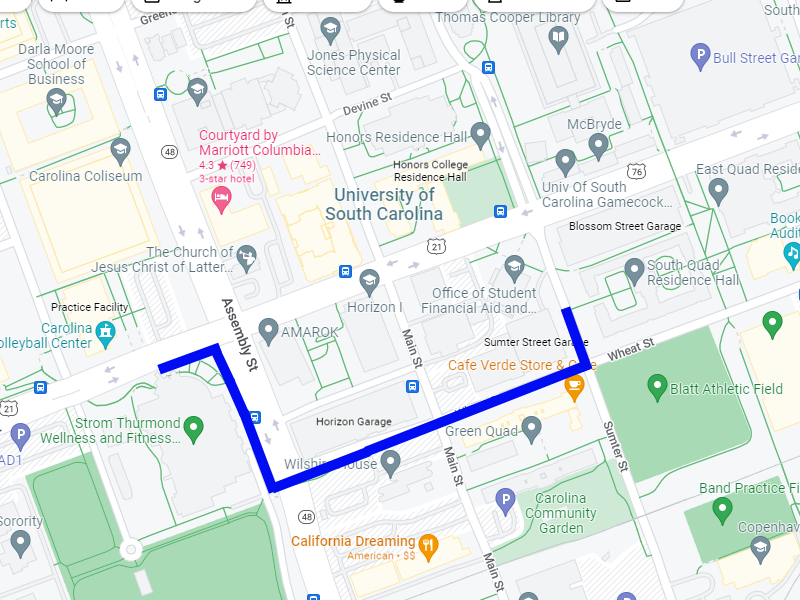 Greene
St
Thomas Cooper Library
South
rts
Darla Moore
School of
Business
Jones Physical
Science Center
Bull Street Gar
Devine St
48
Courtyard by
Marriott Columbia...
4.3 ★ (749)
3-star hotel
Honors Residence Hall
McBryde
Carolina Coliseum
Honors College
Residence Hall
76
East Quad Reside
University of
South Carolina
Univ Of South
Carolina Gamecock...
Blossom Street Garage
Book
Audit
21
The Church of
Jesus Christ of Latter...
South Quad
Residence Hall
Office of Student
Financial Aid and...
Practice Facility
Horizon I
Assembly St
Carolina
olleyball Center
AMAROK
Main St
Sumter Street Garage
Wheat St
Cafe Verde Store & Cafe
21
Blatt Athletic Field
Strom Thurmond
Wellness and Fitness...
Horizon Garage
Green Quad
AD1
Wilshire House
Main St
Sumter St
Band Practice Fi
Carolina
Community
Garden
48
Sorority
California Dreaming
American • $$
Copenhav
Main St
P
P
P